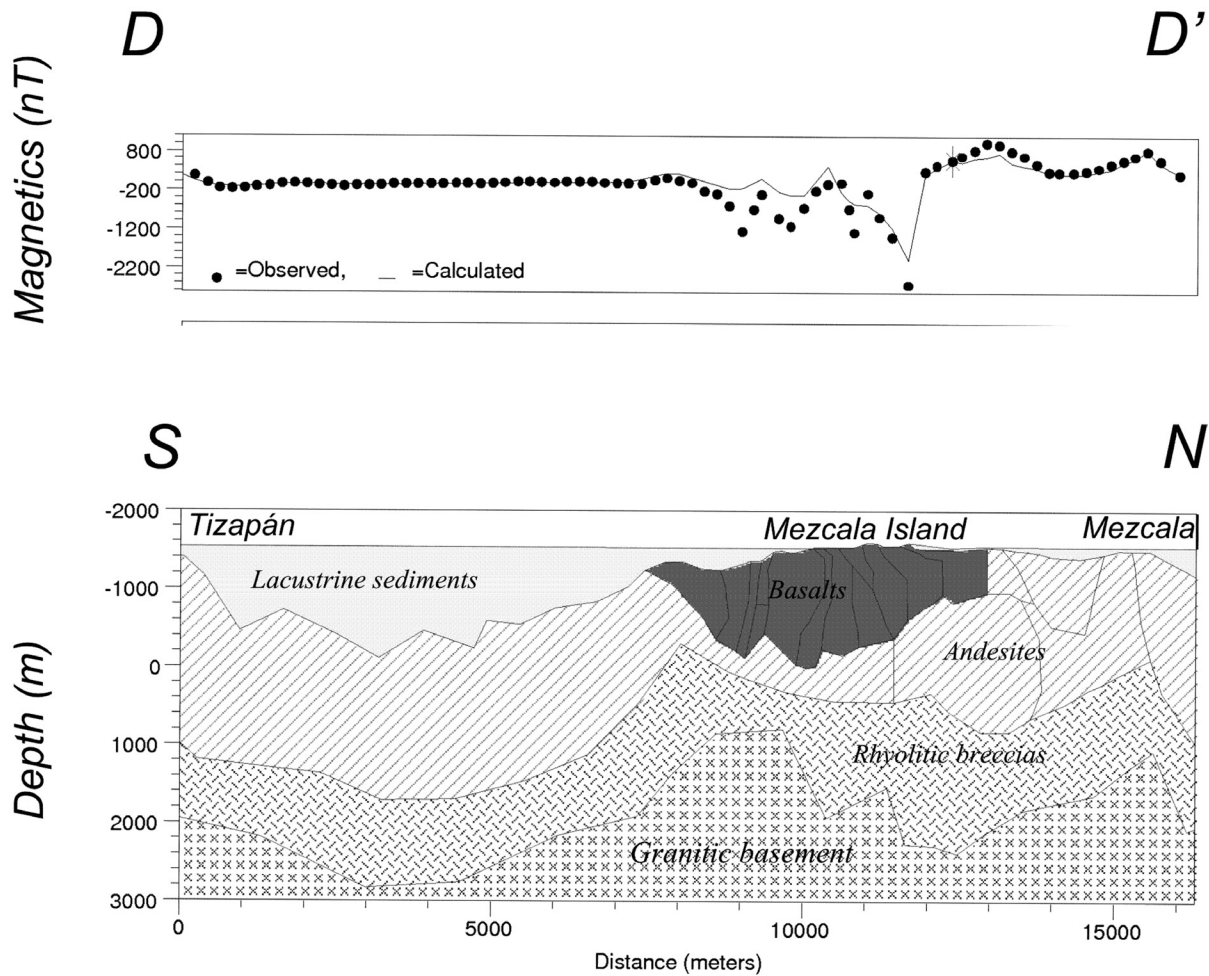 D D’
Magnetics (nT)
800
-200
-1200
-2200
=Observed, =Calculated
S N
Depth (m)
-2000
-1000
0
1000
2000
3000
Tizapán Mezcala Island Mezcala
Lacustrine sediments
Basalts
Andesites
Rhyolitic breccias
Granitic basement
0 5000 10000 15000
Distance (meters)